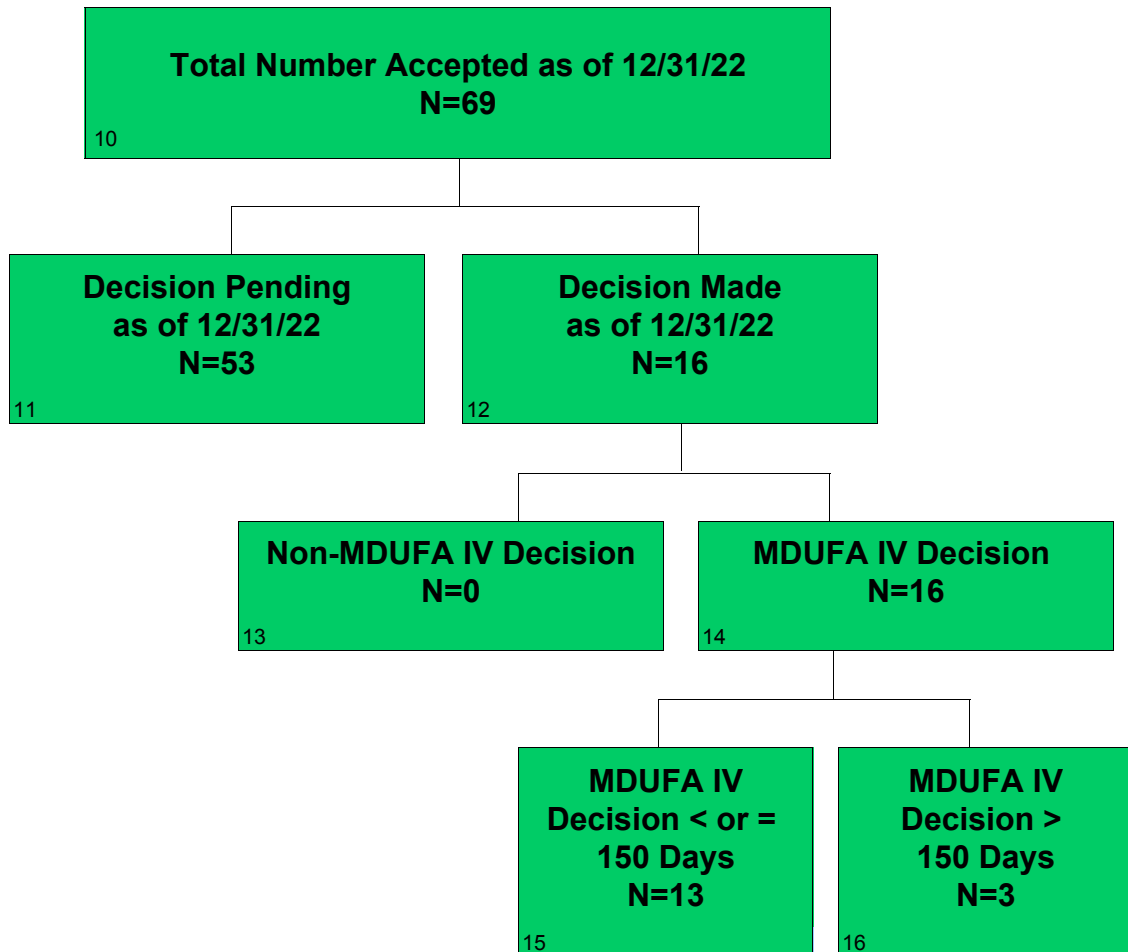 Total Number Accepted as of 12/31/22
N=69
10
Decision Pending
as of 12/31/22
N=53
11
Decision Made
as of 12/31/22
N=16
12
Non-MDUFA IV Decision
N=0
13
MDUFA IV Decision
N=16
14
MDUFA IV
Decision < or =
150 Days
N=13
15
MDUFA IV
Decision >
150 Days
N=3
16